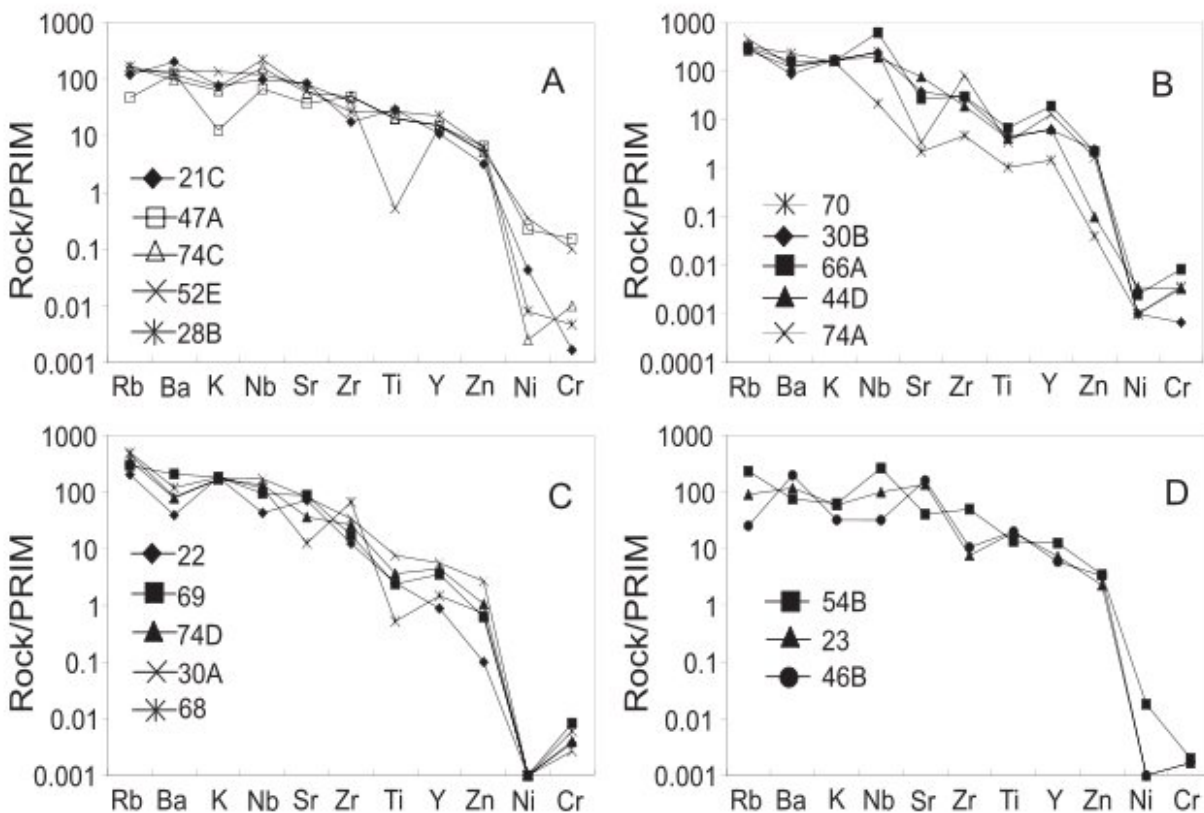 1000
100
10
1
0.1
0.01
0.001
Rock/PRIM
A
21C
47A
74C
52E
28B
Rb Ba K Nb Sr Zr Ti Y Zn Ni Cr
1000
100
10
1
0.1
0.01
0.001
0.0001
Rock/PRIM
B
70
30B
66A
44D
74A
Rb Ba K Nb Sr Zr Ti Y Zn Ni Cr
1000
100
10
1
0.1
0.01
0.001
Rock/PRIM
C
22
69
74D
30A
68
Rb Ba K Nb Sr Zr Ti Y Zn Ni Cr
1000
100
10
1
0.1
0.01
0.001
Rock/PRIM
D
54B
23
46B
Rb Ba K Nb Sr Zr Ti Y Zn Ni Cr